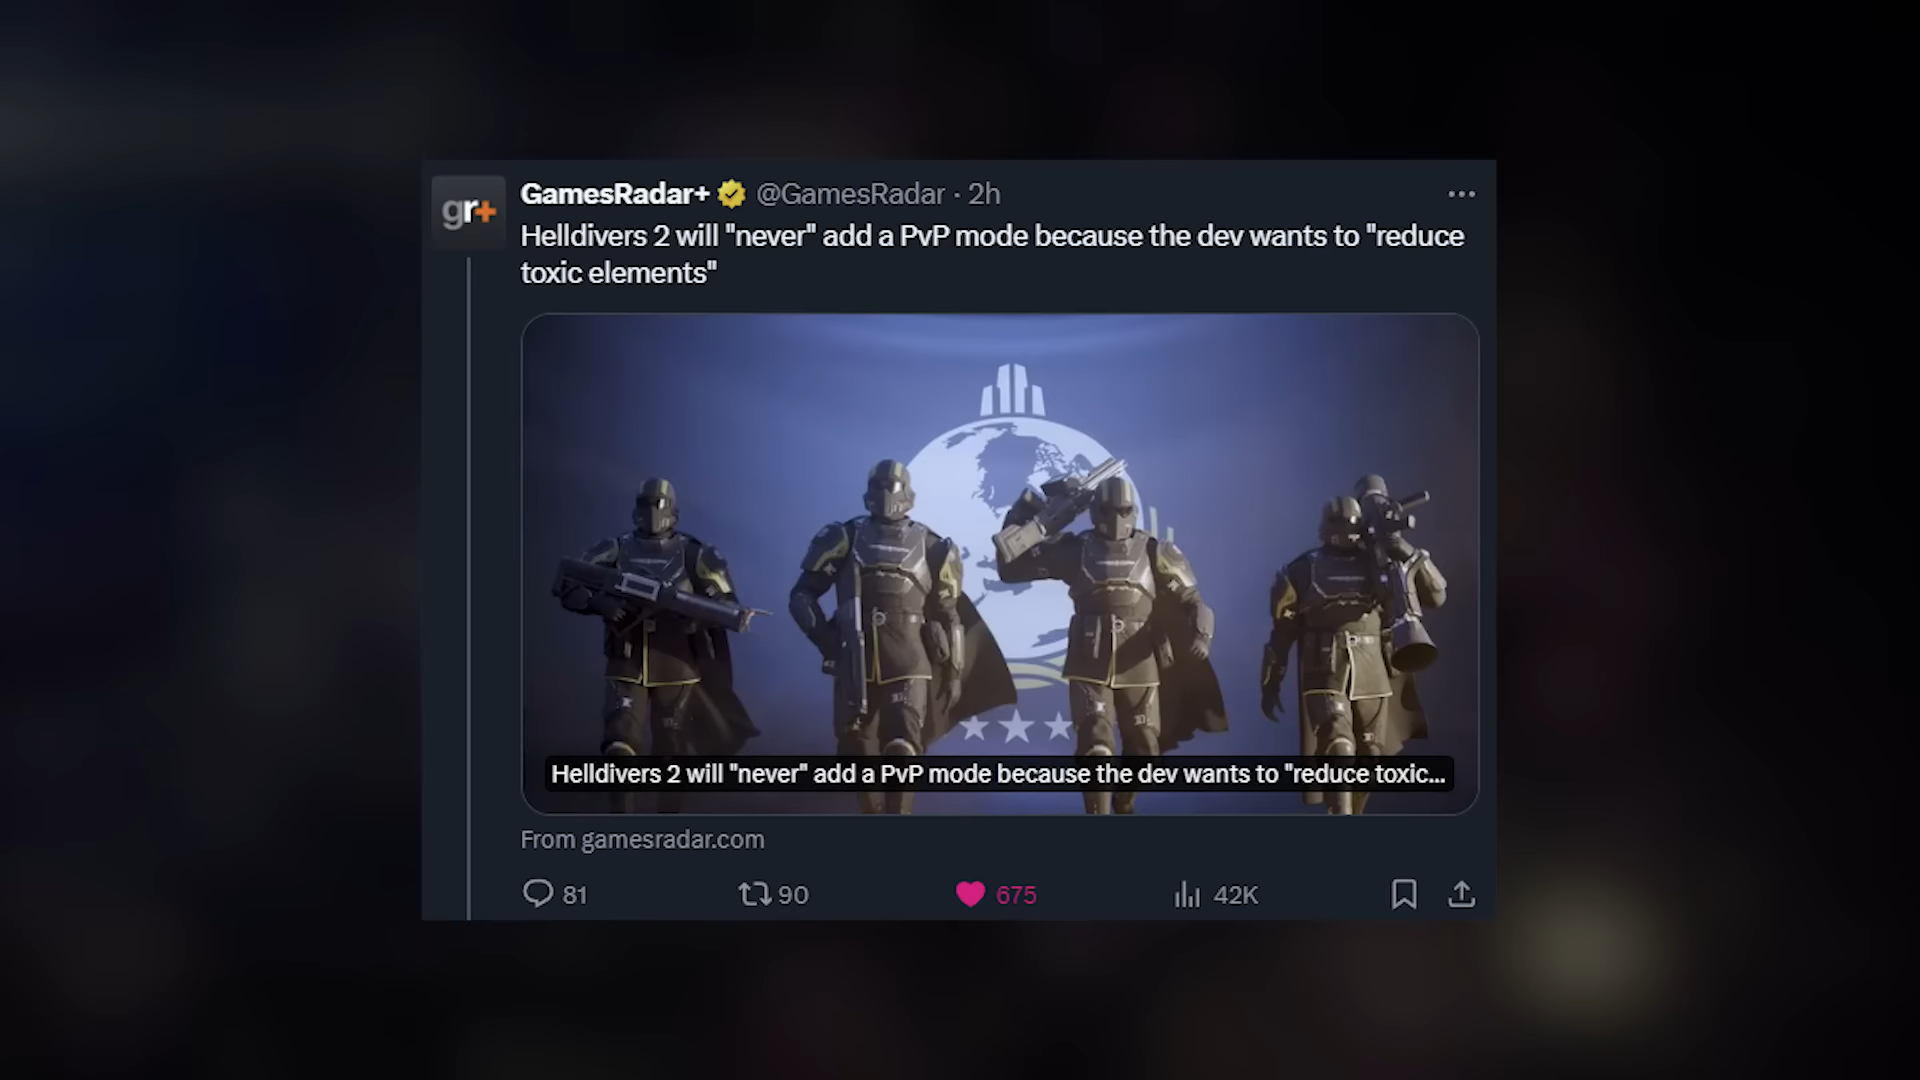 gr+
GamesRadar+ @GamesRadar · 2h
Helldivers 2 will "never" add a PvP mode because the dev wants to "reduce
toxic elements"
Helldivers 2 will "never" add a PvP mode because the dev wants to "reduce toxic...
From gamesradar.com
81 90 675 42K